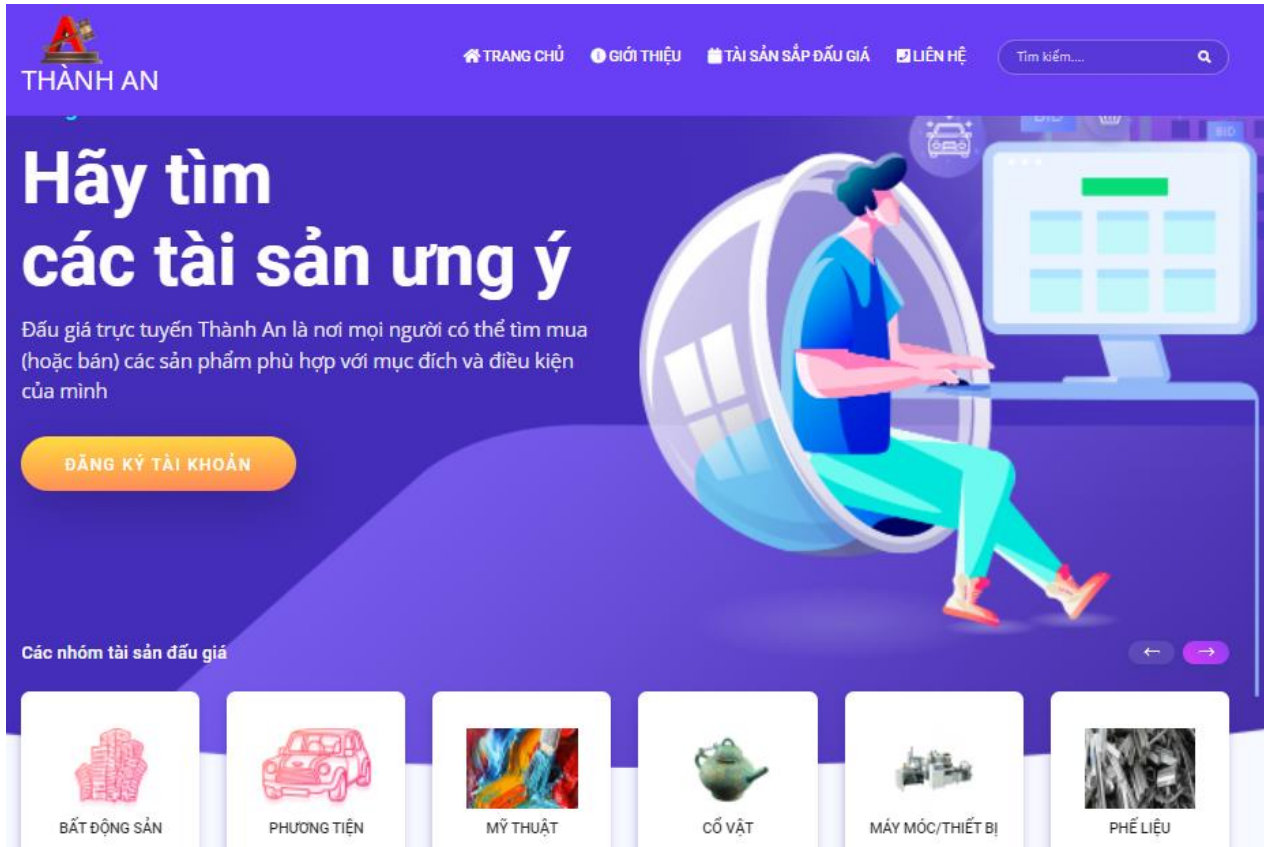 THÀNH AN
TRANG CHỦ
GIỚI THIỆU
TÀI SẢN SẮP ĐẤU GIÁ
LIÊN HỆ
Tìm kiếm....
BID
BID
Hãy tìm
các tài sản ưng ý
Đấu giá trực tuyến Thành An là nơi mọi người có thể tìm mua
(hoặc bán) các sản phẩm phù hợp với mục đích và điều kiện
của mình
ĐĂNG KÝ TÀI KHOẢN
Các nhóm tài sản đấu giá
BẤT ĐỘNG SẢN
PHƯƠNG TIỆN
MỸ THUẬT
CỔ VẬT
MÁY MÓC/THIẾT BỊ
PHẾ LIỆU